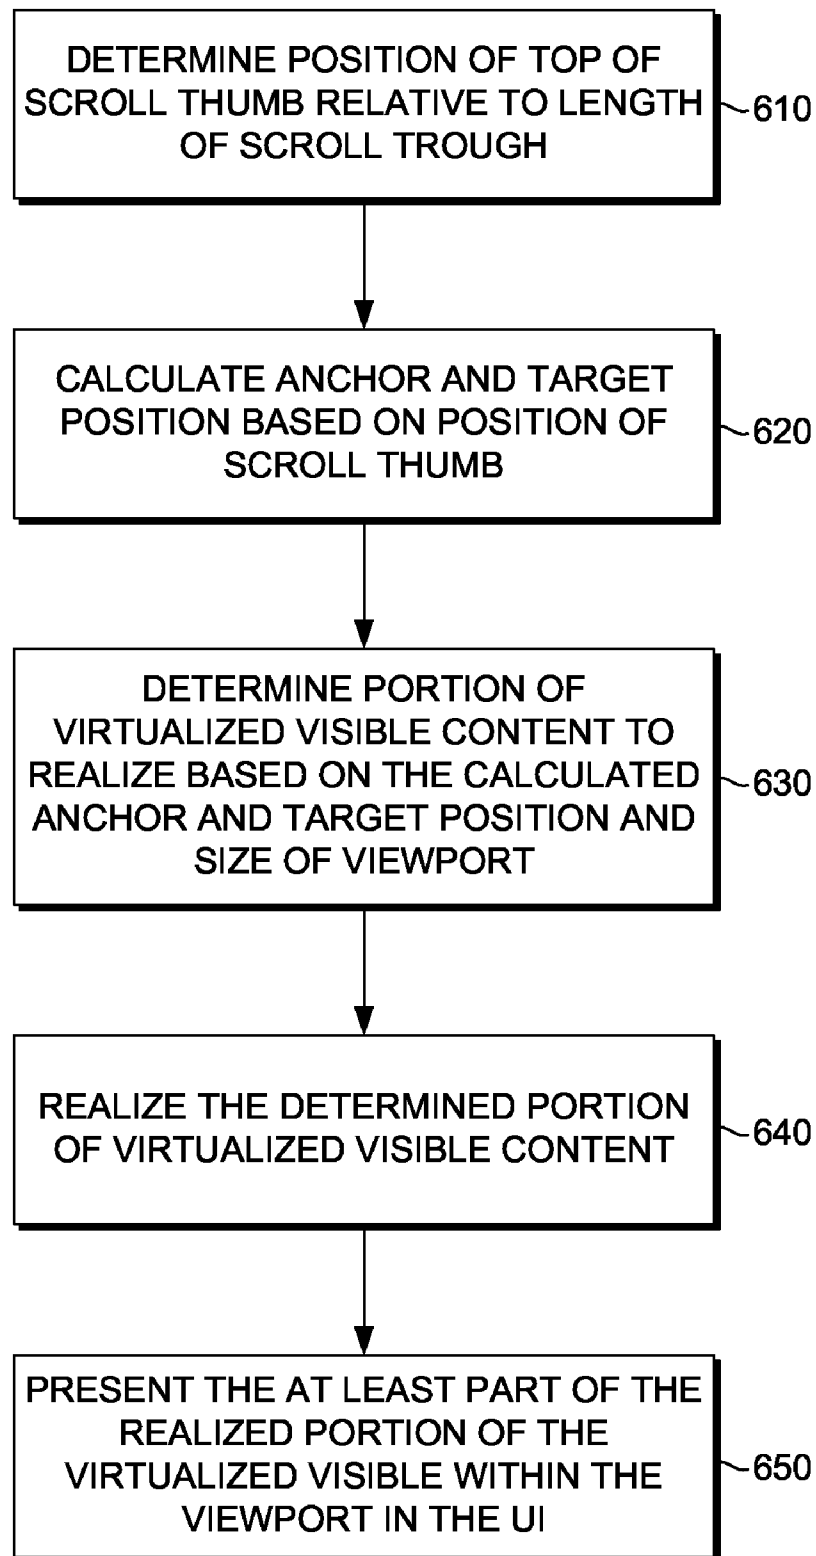 DETERMINE POSITION OF TOP OF
SCROLL THUMB RELATIVE TO LENGTH
OF SCROLL TROUGH
610
CALCULATE ANCHOR AND TARGET
POSITION BASED ON POSITION OF
SCROLL THUMB
620
DETERMINE PORTION OF
VIRTUALIZED VISIBLE CONTENT TO
REALIZE BASED ON THE CALCULATED
ANCHOR AND TARGET POSITION AND
SIZE OF VIEWPORT
630
REALIZE THE DETERMINED PORTION
OF VIRTUALIZED VISIBLE CONTENT
640
PRESENT THE AT LEAST PART OF THE
REALIZED PORTION OF THE
VIRTUALIZED VISIBLE WITHIN THE
VIEWPORT IN THE UI
650